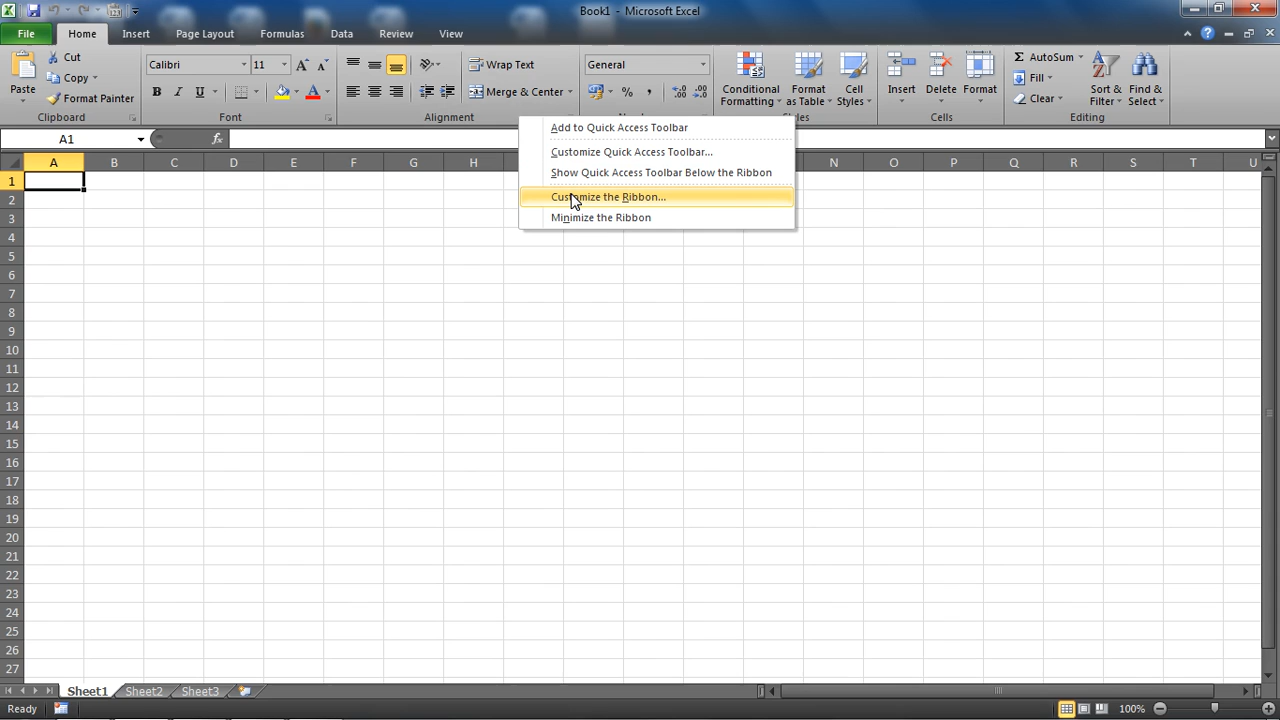 Book1 - Microsoft Excel
File Home Insert Page Layout Formulas Data Review View
Paste
Cut
Copy
Format Painter
Clipboard
Calibri 11
B I U
Font
Wrap Text
Merge & Center
Alignment
General
%
Conditional Formatting
Format as Table
Cell Styles
Styles
Insert Delete Format
Cells
AutoSum
Fill
Clear
Sort & Filter
Find & Select
Editing
A1 fx
Add to Quick Access Toolbar
Customize Quick Access Toolbar...
Show Quick Access Toolbar Below the Ribbon
Customize the Ribbon...
Minimize the Ribbon
A B C D E F G H N O P Q R S T U
1
2
3
4
5
6
7
8
9
10
11
12
13
14
15
16
17
18
19
20
21
22
23
24
25
26
27
Sheet1 Sheet2 Sheet3
Ready 100%